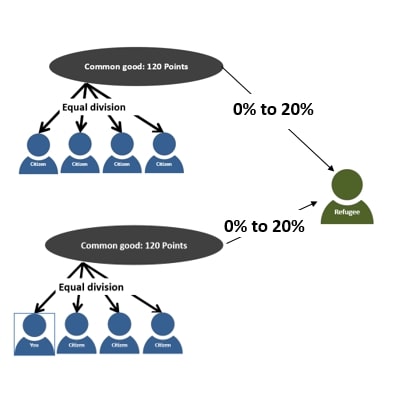 Common good: 120 Points
0% to 20%
Equal division
Citizen Citizen Citizen Citizen
Refugee
0% to 20%
Common good: 120 Points
Equal division
You Citizen Citizen Citizen